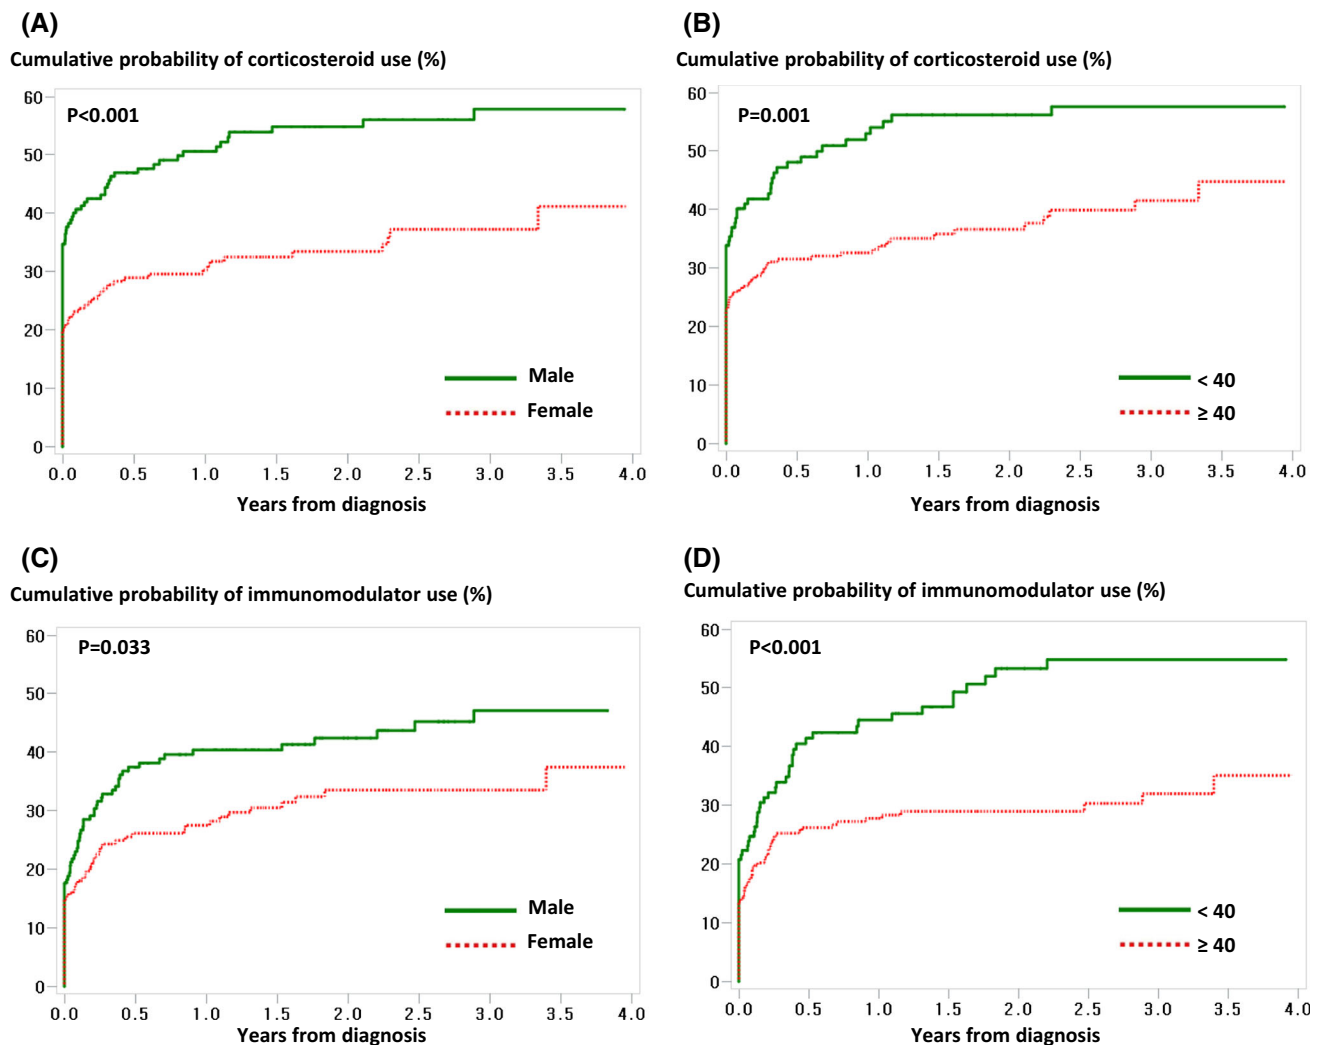 (A)
Cumulative probability of corticosteroid use (%)
P<0.001
60
50
40
30
20
10
0
Male
Female
0.0 0.5 1.0 1.5 2.0 2.5 3.0 3.5 4.0
Years from diagnosis
(B)
Cumulative probability of corticosteroid use (%)
P=0.001
60
50
40
30
20
10
0
< 40
≥ 40
0.0 0.5 1.0 1.5 2.0 2.5 3.0 3.5 4.0
Years from diagnosis
(C)
Cumulative probability of immunomodulator use (%)
P=0.033
60
50
40
30
20
10
0
Male
Female
0.0 0.5 1.0 1.5 2.0 2.5 3.0 3.5 4.0
Years from diagnosis
(D)
Cumulative probability of immunomodulator use (%)
P<0.001
60
50
40
30
20
10
0
< 40
≥ 40
0.0 0.5 1.0 1.5 2.0 2.5 3.0 3.5 4.0
Years from diagnosis